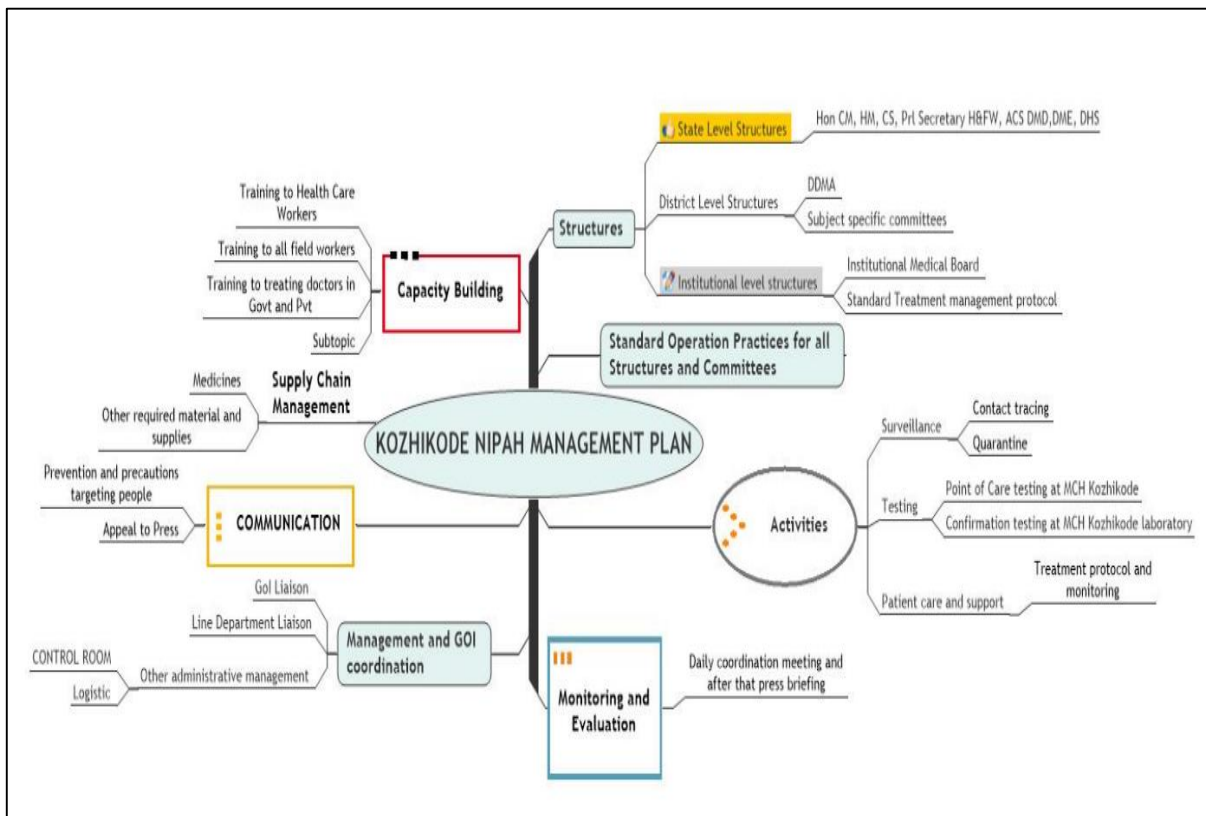 State Level Structures
Hon CM, HM, CS, Prl Secretary H&FW, ACS DMD,DME, DHS
District Level Structures
DDMA
Subject specific committees
Structures
Institutional level structures
Institutional Medical Board
Standard Treatment management protocol
Training to Health Care
Workers
Training to all field workers
Training to treating doctors in
Govt and Pvt
Subtopic
Capacity Building
Standard Operation Practices for all
Structures and Committees
Medicines
Other required material and
supplies
Supply Chain
Management
KOZHIKODE NIPAH MANAGEMENT PLAN
Surveillance
Contact tracing
Quarantine
Testing
Point of Care testing at MCH Kozhikode
Confirmation testing at MCH Kozhikode laboratory
Activities
Patient care and support
Treatment protocol and
monitoring
Prevention and precautions
targeting people
Appeal to Press
COMMUNICATION
GoI Liaison
Line Department Liaison
CONTROL ROOM
Logistic
Other administrative management
Management and GOI
coordination
Monitoring and
Evaluation
Daily coordination meeting and
after that press briefing